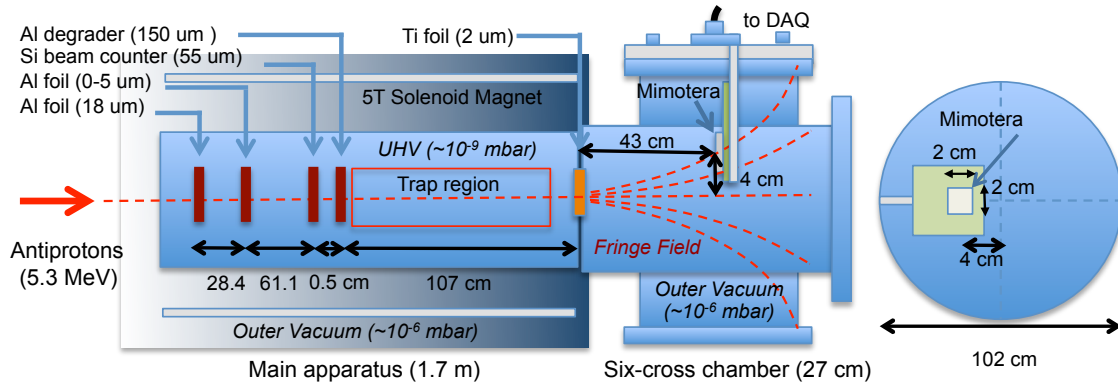 Al degrader (150 um )
Si beam counter (55 um)
Al foil (0-5 um)
Al foil (18 um)
Ti foil (2 um)
to DAQ
5T Solenoid Magnet
Mimotera
UHV (~10-9 mbar)
43 cm
Trap region
4 cm
Antiprotons
(5.3 MeV)
Fringe Field
28.4 61.1 0.5 cm 107 cm
Outer Vacuum (~10-6 mbar)
Outer Vacuum
(~10-6 mbar)
Main apparatus (1.7 m)
Six-cross chamber (27 cm)
Mimotera
2 cm
2 cm
4 cm
102 cm